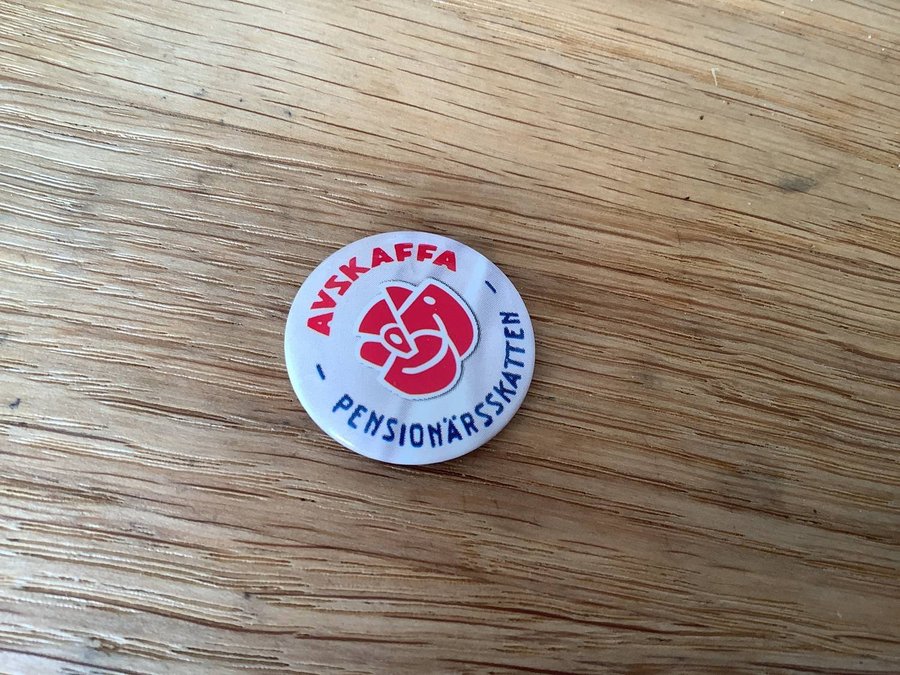 AVSKAFFA
- PENSIONÄRSSKATTEN -